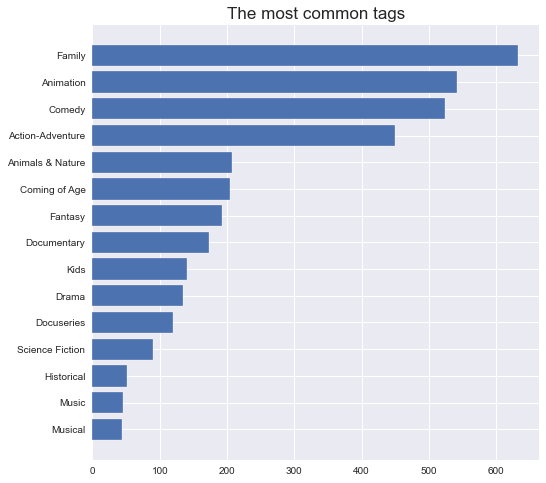 The most common tags
Family
Animation
Comedy
Action-Adventure
Animals & Nature
Coming of Age
Fantasy
Documentary
Kids
Drama
Docuseries
Science Fiction
Historical
Music
Musical
0 100 200 300 400 500 600